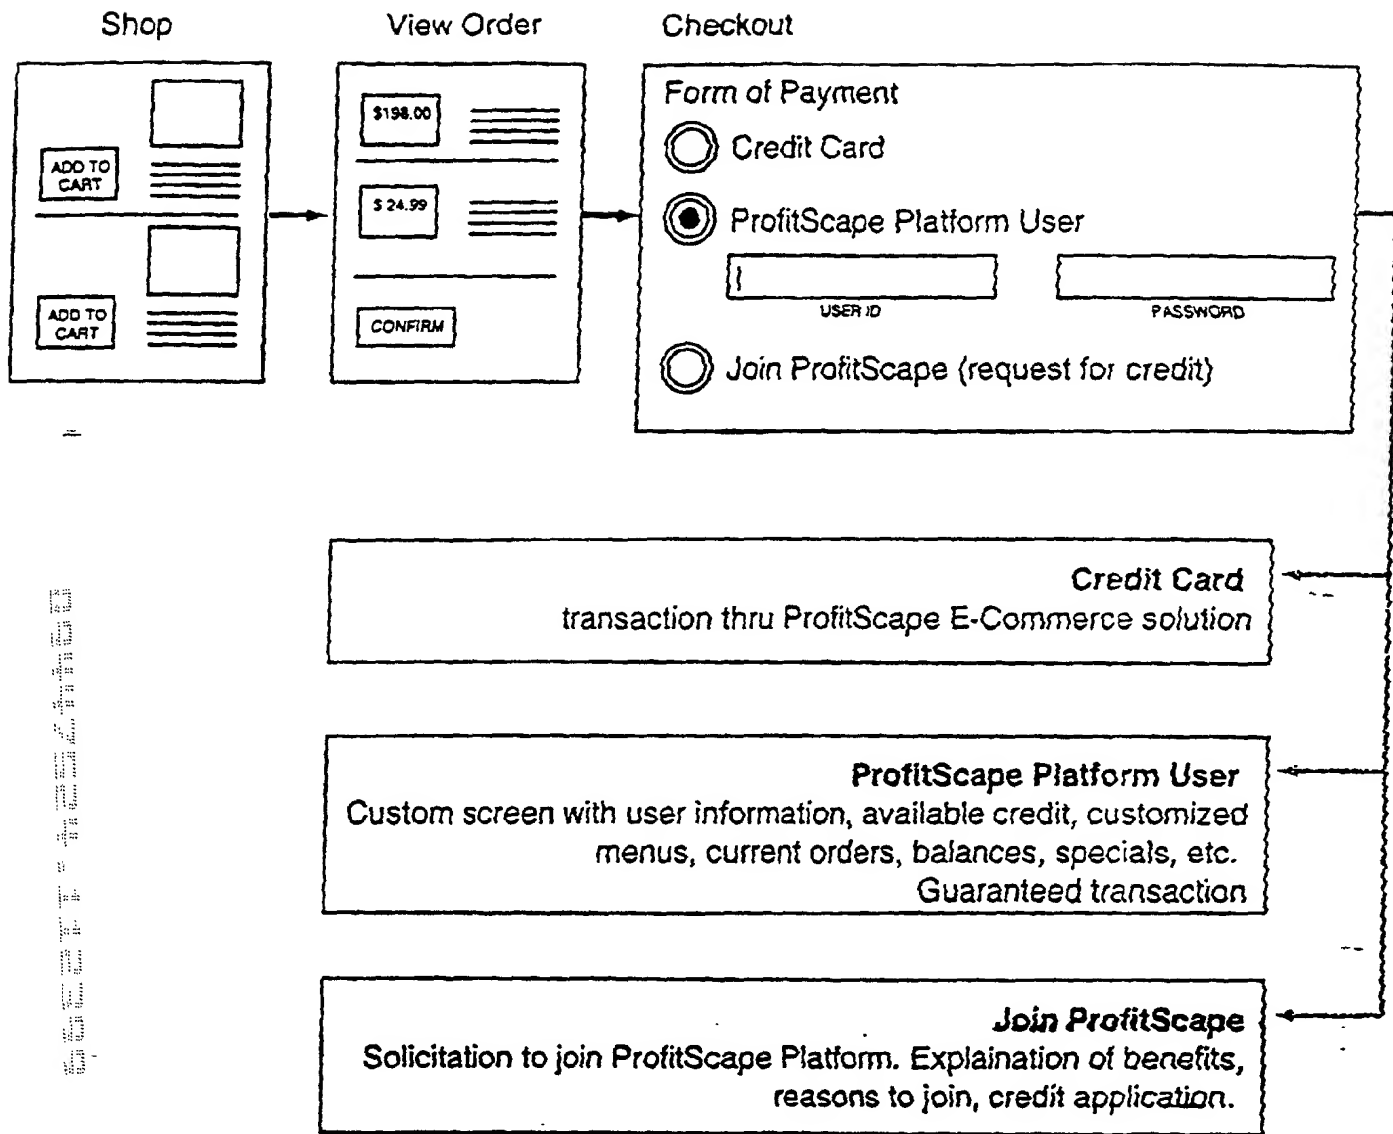 Shop
View Order
Checkout
ADD TO
CART
ADD TO
CART
$198.00
$ 24.99
CONFIRM
Form of Payment
Credit Card
ProfitScape Platform User
USER ID
PASSWORD
Join ProfitScape (request for credit)
Credit Card
transaction thru ProfitScape E-Commerce solution
ProfitScape Platform User
Custom screen with user information, available credit, customized
menus, current orders, balances, specials, etc.
Guaranteed transaction
Join ProfitScape
Solicitation to join ProfitScape Platform. Explaination of benefits,
reasons to join, credit application.